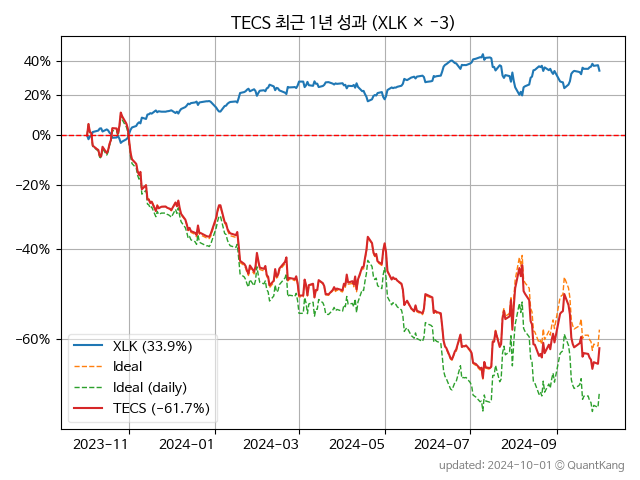 TECS 최근 1년 성과 (XLK × −3)
40%
20%
0%
−20%
−40%
−60%
XLK (33.9%)
Ideal
Ideal (daily)
TECS (−61.7%)
2023−11
2024−01
2024−03
2024−05
2024−07
2024−09
updated: 2024-10-01 © QuantKang